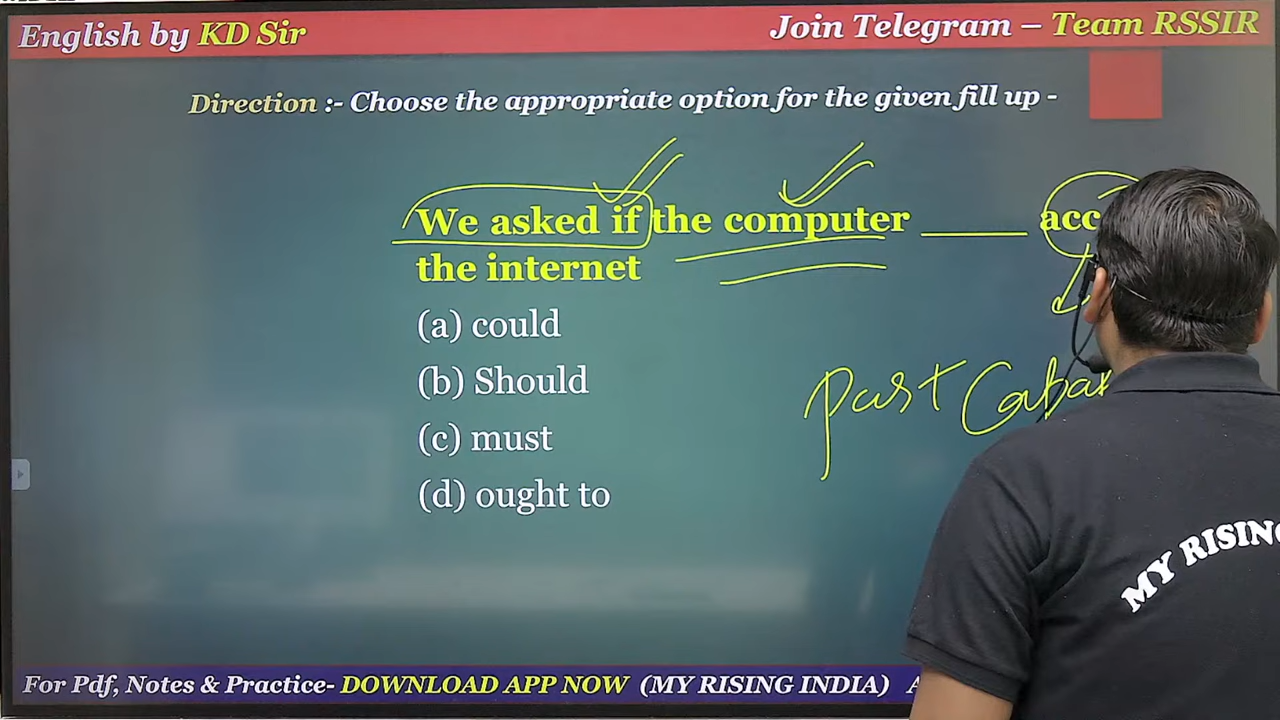 English by KD Sir
Join Telegram – Team RSSIR
Direction :- Choose the appropriate option for the given fill up -
We asked if the computer _____
the internet
(a) could
(b) Should
(c) must
(d) ought to
past
MY RISING
For Pdf, Notes & Practice- DOWNLOAD APP NOW (MY RISING INDIA) A